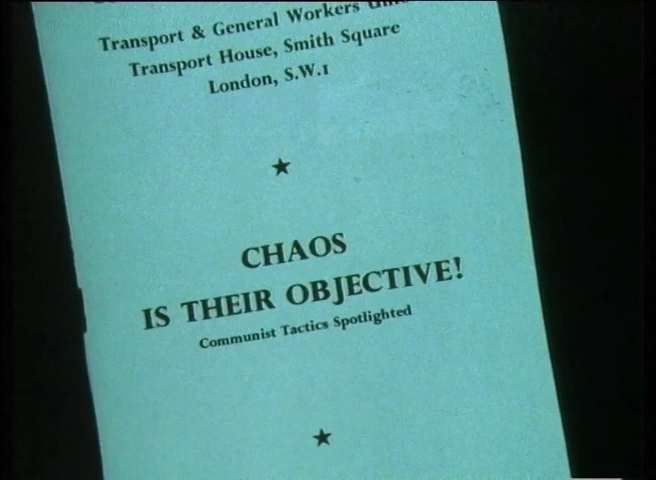 Transport & General Workers
Transport House, Smith Square
London, S.W.1
CHAOS
IS THEIR OBJECTIVE!
Communist Tactics Spotlighted